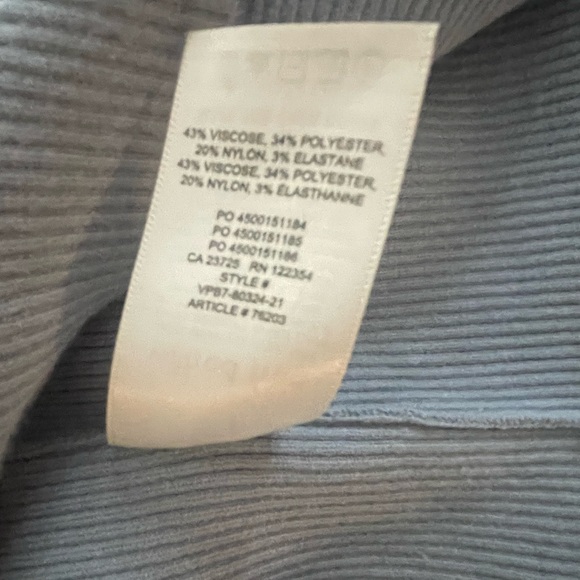 43% VISCOSE, 34% POLYESTER,
20% NYLON, 3% ELASTANE
43% VISCOSE, 34% POLYESTER,
20% NYLON, 3% ÉLASTHANNE
PO 4500151184
PO 4500151185
PO 4500151186
CA 23725 RN 122354
STYLE #
VPB7-80324-21
ARTICLE # 76203